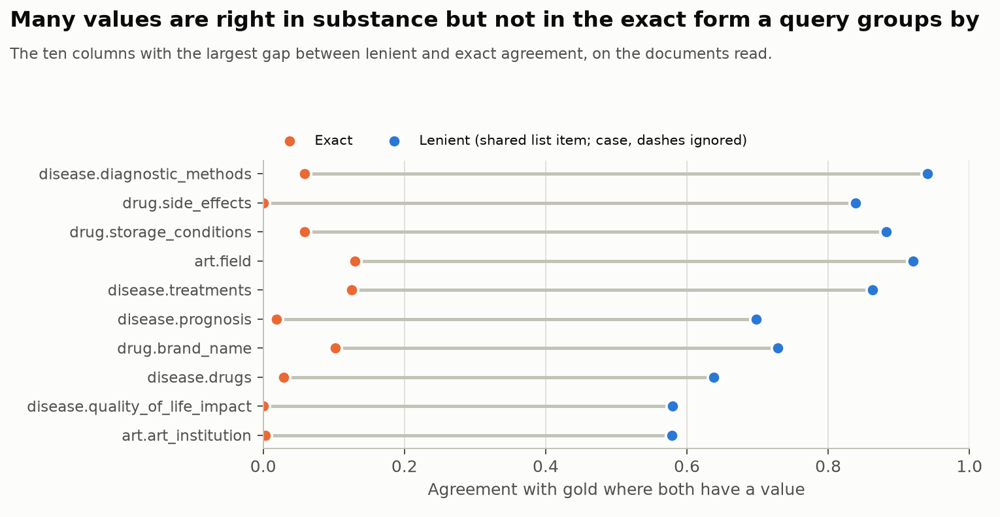 Many values are right in substance but not in the exact form a query groups by
The ten columns with the largest gap between lenient and exact agreement, on the documents read.
Exact
Lenient (shared list item; case, dashes ignored)
disease.diagnostic_methods
drug.side_effects
drug.storage_conditions
art.field
disease.treatments
disease.prognosis
drug.brand_name
disease.drugs
disease.quality_of_life_impact
art.art_institution
0.0 0.2 0.4 0.6 0.8 1.0
Agreement with gold where both have a value